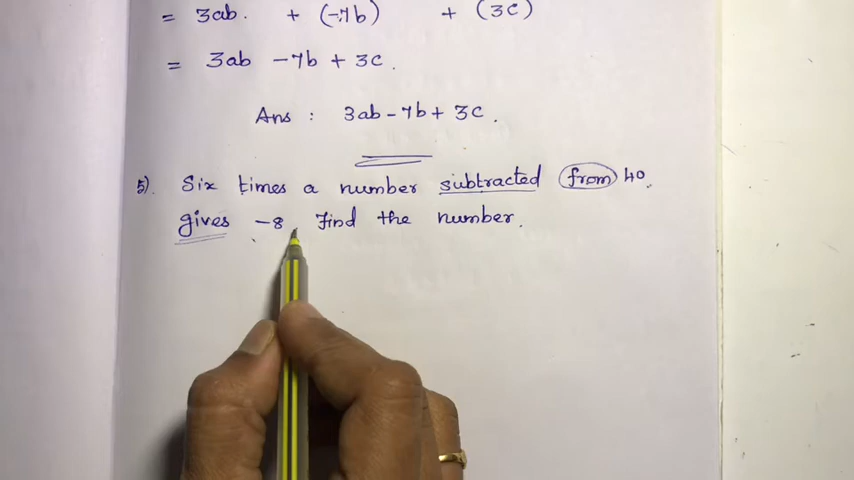 = 3ab. + (-7b) + (3c)
= 3ab - 7b + 3c.
Ans : 3ab - 7b + 3c.
5). Six times a number subtracted from 40.
gives -8. Find the number.